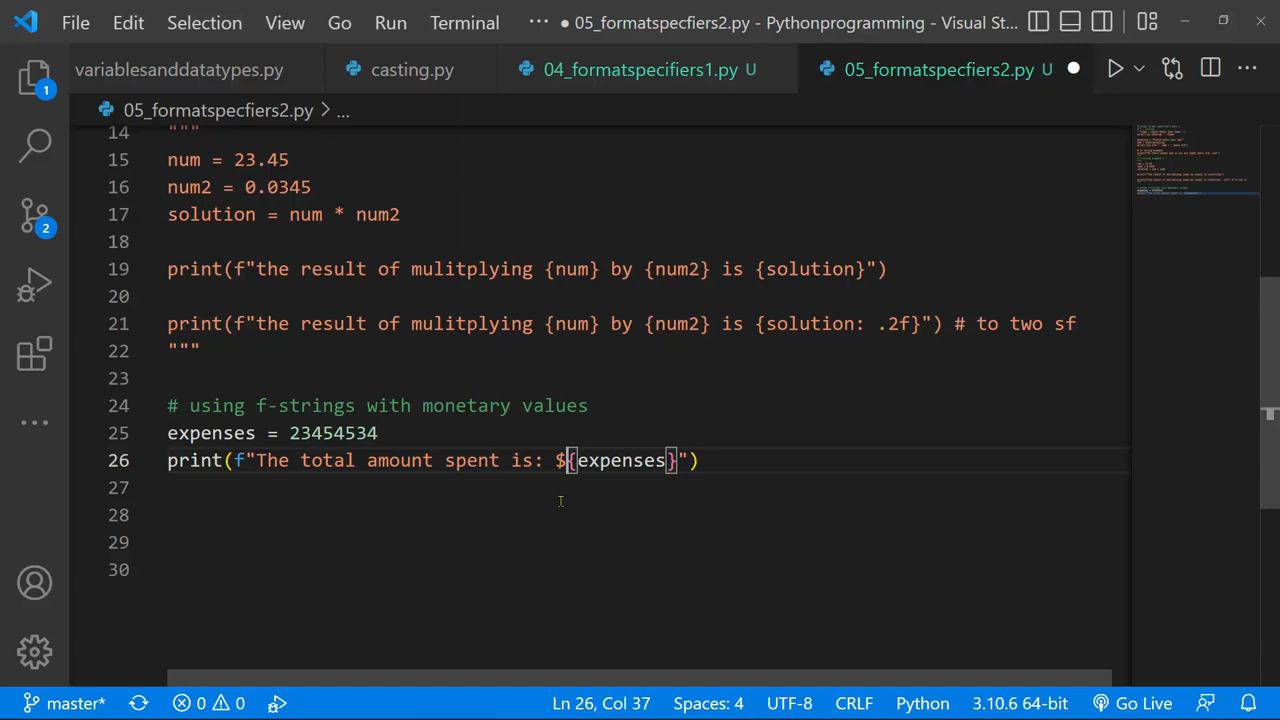 File Edit Selection View Go Run Terminal ··· ● 05_formatspecfiers2.py - Pythonprogramming - Visual St...
variablesanddatatypes.py casting.py 04_formatspecifiers1.py U 05_formatspecfiers2.py U
05_formatspecfiers2.py > ...
14 """
15 num = 23.45
16 num2 = 0.0345
17 solution = num * num2
18
19 print(f"the result of mulitplying {num} by {num2} is {solution}")
20
21 print(f"the result of mulitplying {num} by {num2} is {solution: .2f}") # to two sf
22 """
23
24 # using f-strings with monetary values
25 expenses = 23454534
26 print(f"The total amount spent is: ${expenses}")
27
28
29
30
1
2
master* 0 0 Ln 26, Col 37 Spaces: 4 UTF-8 CRLF Python 3.10.6 64-bit Go Live